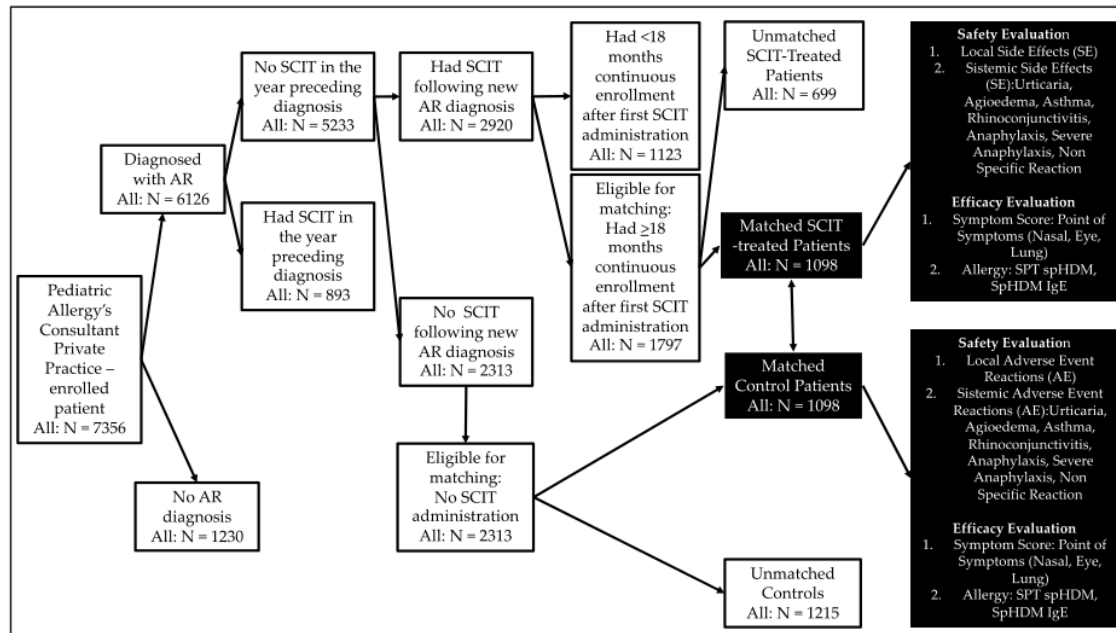 Pediatric
Allergy's
Consultant
Private
Practice –
enrolled
patient
All: N = 7356
Diagnosed
with AR
All: N = 6126
No AR
diagnosis
All: N = 1230
No SCIT in the
year preceding
diagnosis
All: N = 5233
Had SCIT in
the year
preceding
diagnosis
All: N = 893
Had SCIT
following new
AR diagnosis
All: N = 2920
No SCIT
following new
AR diagnosis
All: N = 2313
Eligible for
matching:
No SCIT
administration
All: N = 2313
Had <18
months
continuous
enrollment
after first SCIT
administration
All: N = 1123
Eligible for
matching:
Had ≥18
months
continuous
enrollment
after first SCIT
administration
All: N = 1797
Unmatched
SCIT-Treated
Patients
All: N = 699
Matched SCIT
-treated Patients
All: N = 1098
Matched
Control Patients
All: N = 1098
Unmatched
Controls
All: N = 1215
Safety Evaluation
1. Local Side Effects (SE)
2. Sistemic Side Effects
(SE):Urticaria,
Agioedema, Asthma,
Rhinoconjunctivitis,
Anaphylaxis, Severe
Anaphylaxis, Non
Specific Reaction
Efficacy Evaluation
1. Symptom Score: Point of
Symptoms (Nasal, Eye,
Lung)
2. Allergy: SPT spHDM,
SpHDM IgE
Safety Evaluation
1. Local Adverse Event
Reactions (AE)
2. Sistemic Adverse Event
Reactions (AE):Urticaria,
Agioedema, Asthma,
Rhinoconjunctivitis,
Anaphylaxis, Severe
Anaphylaxis, Non
Specific Reaction
Efficacy Evaluation
1. Symptom Score: Point of
Symptoms (Nasal, Eye,
Lung)
2. Allergy: SPT spHDM,
SpHDM IgE